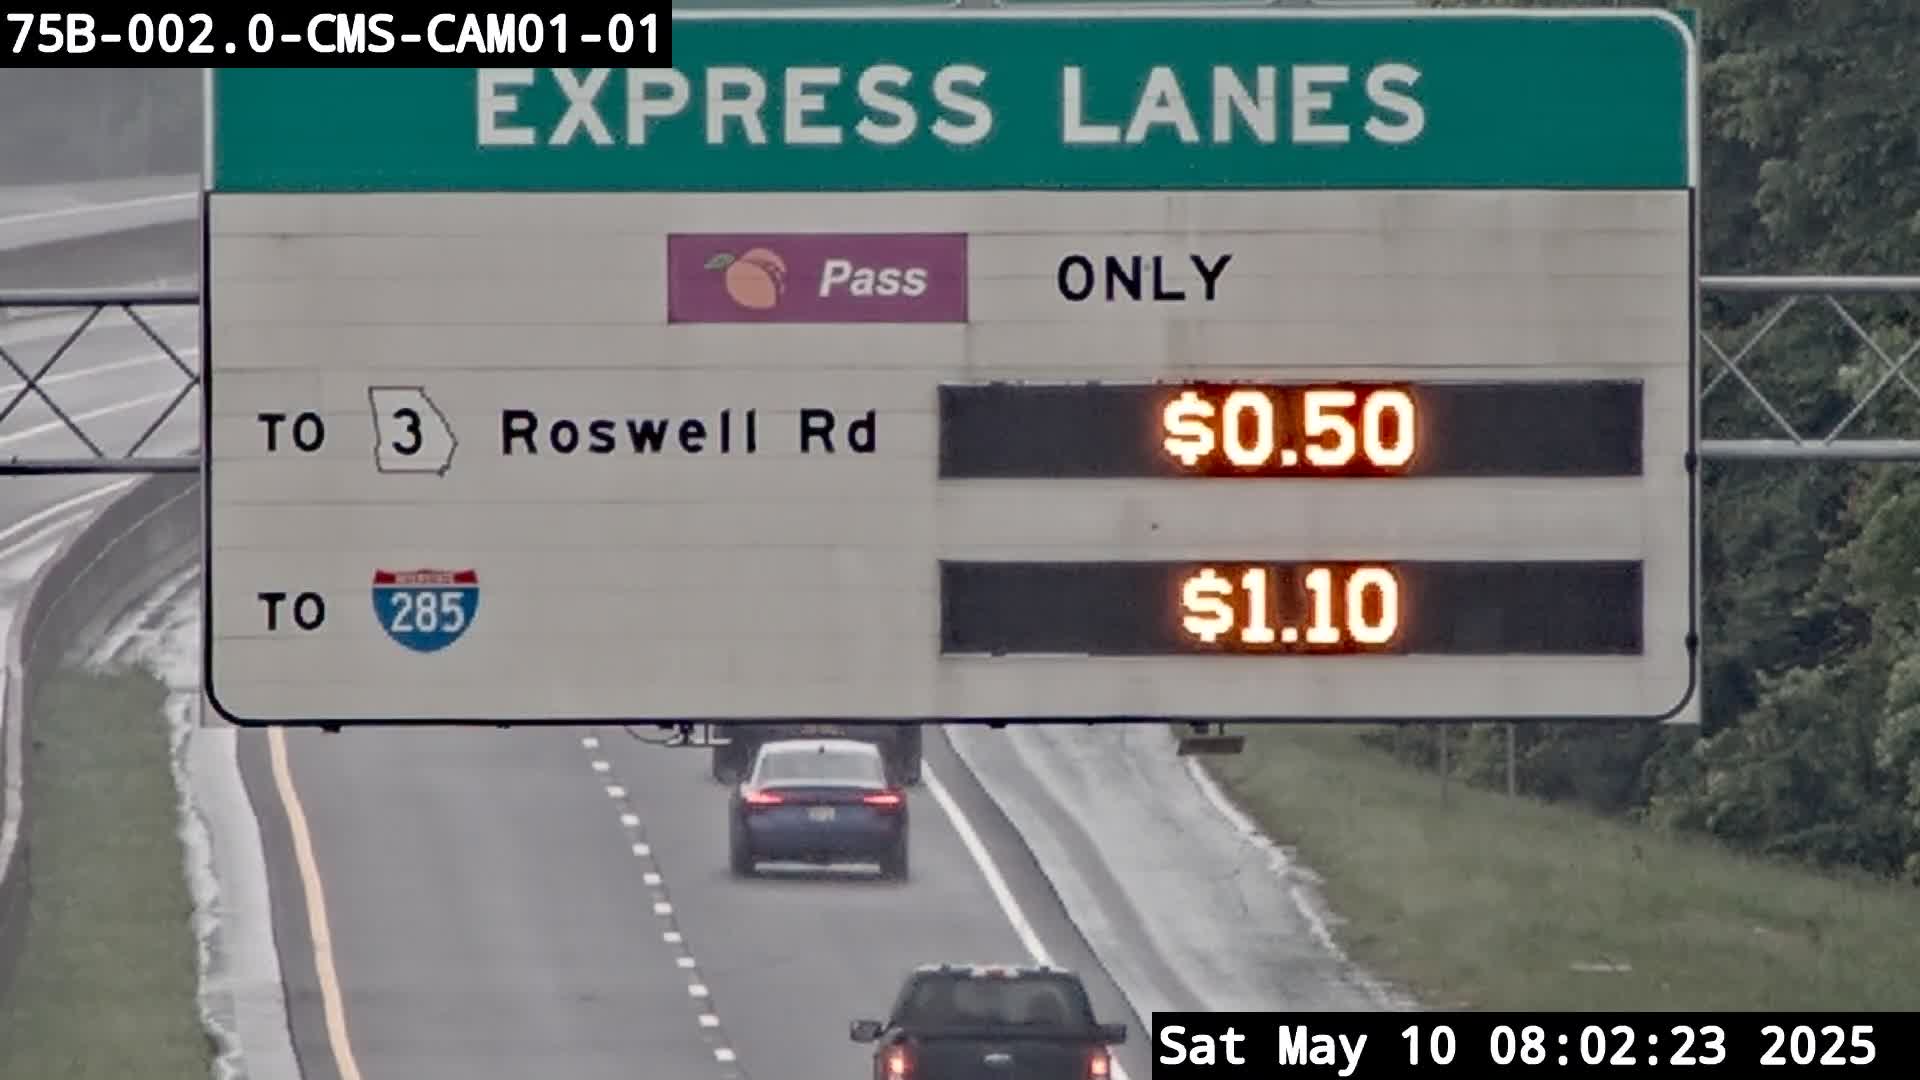 75B-002.0-CMS-CAM01-01
EXPRESS LANES
Pass ONLY
TO 3 Roswell Rd $0.50
TO 285 $1.10
Sat May 10 08:02:23 2025